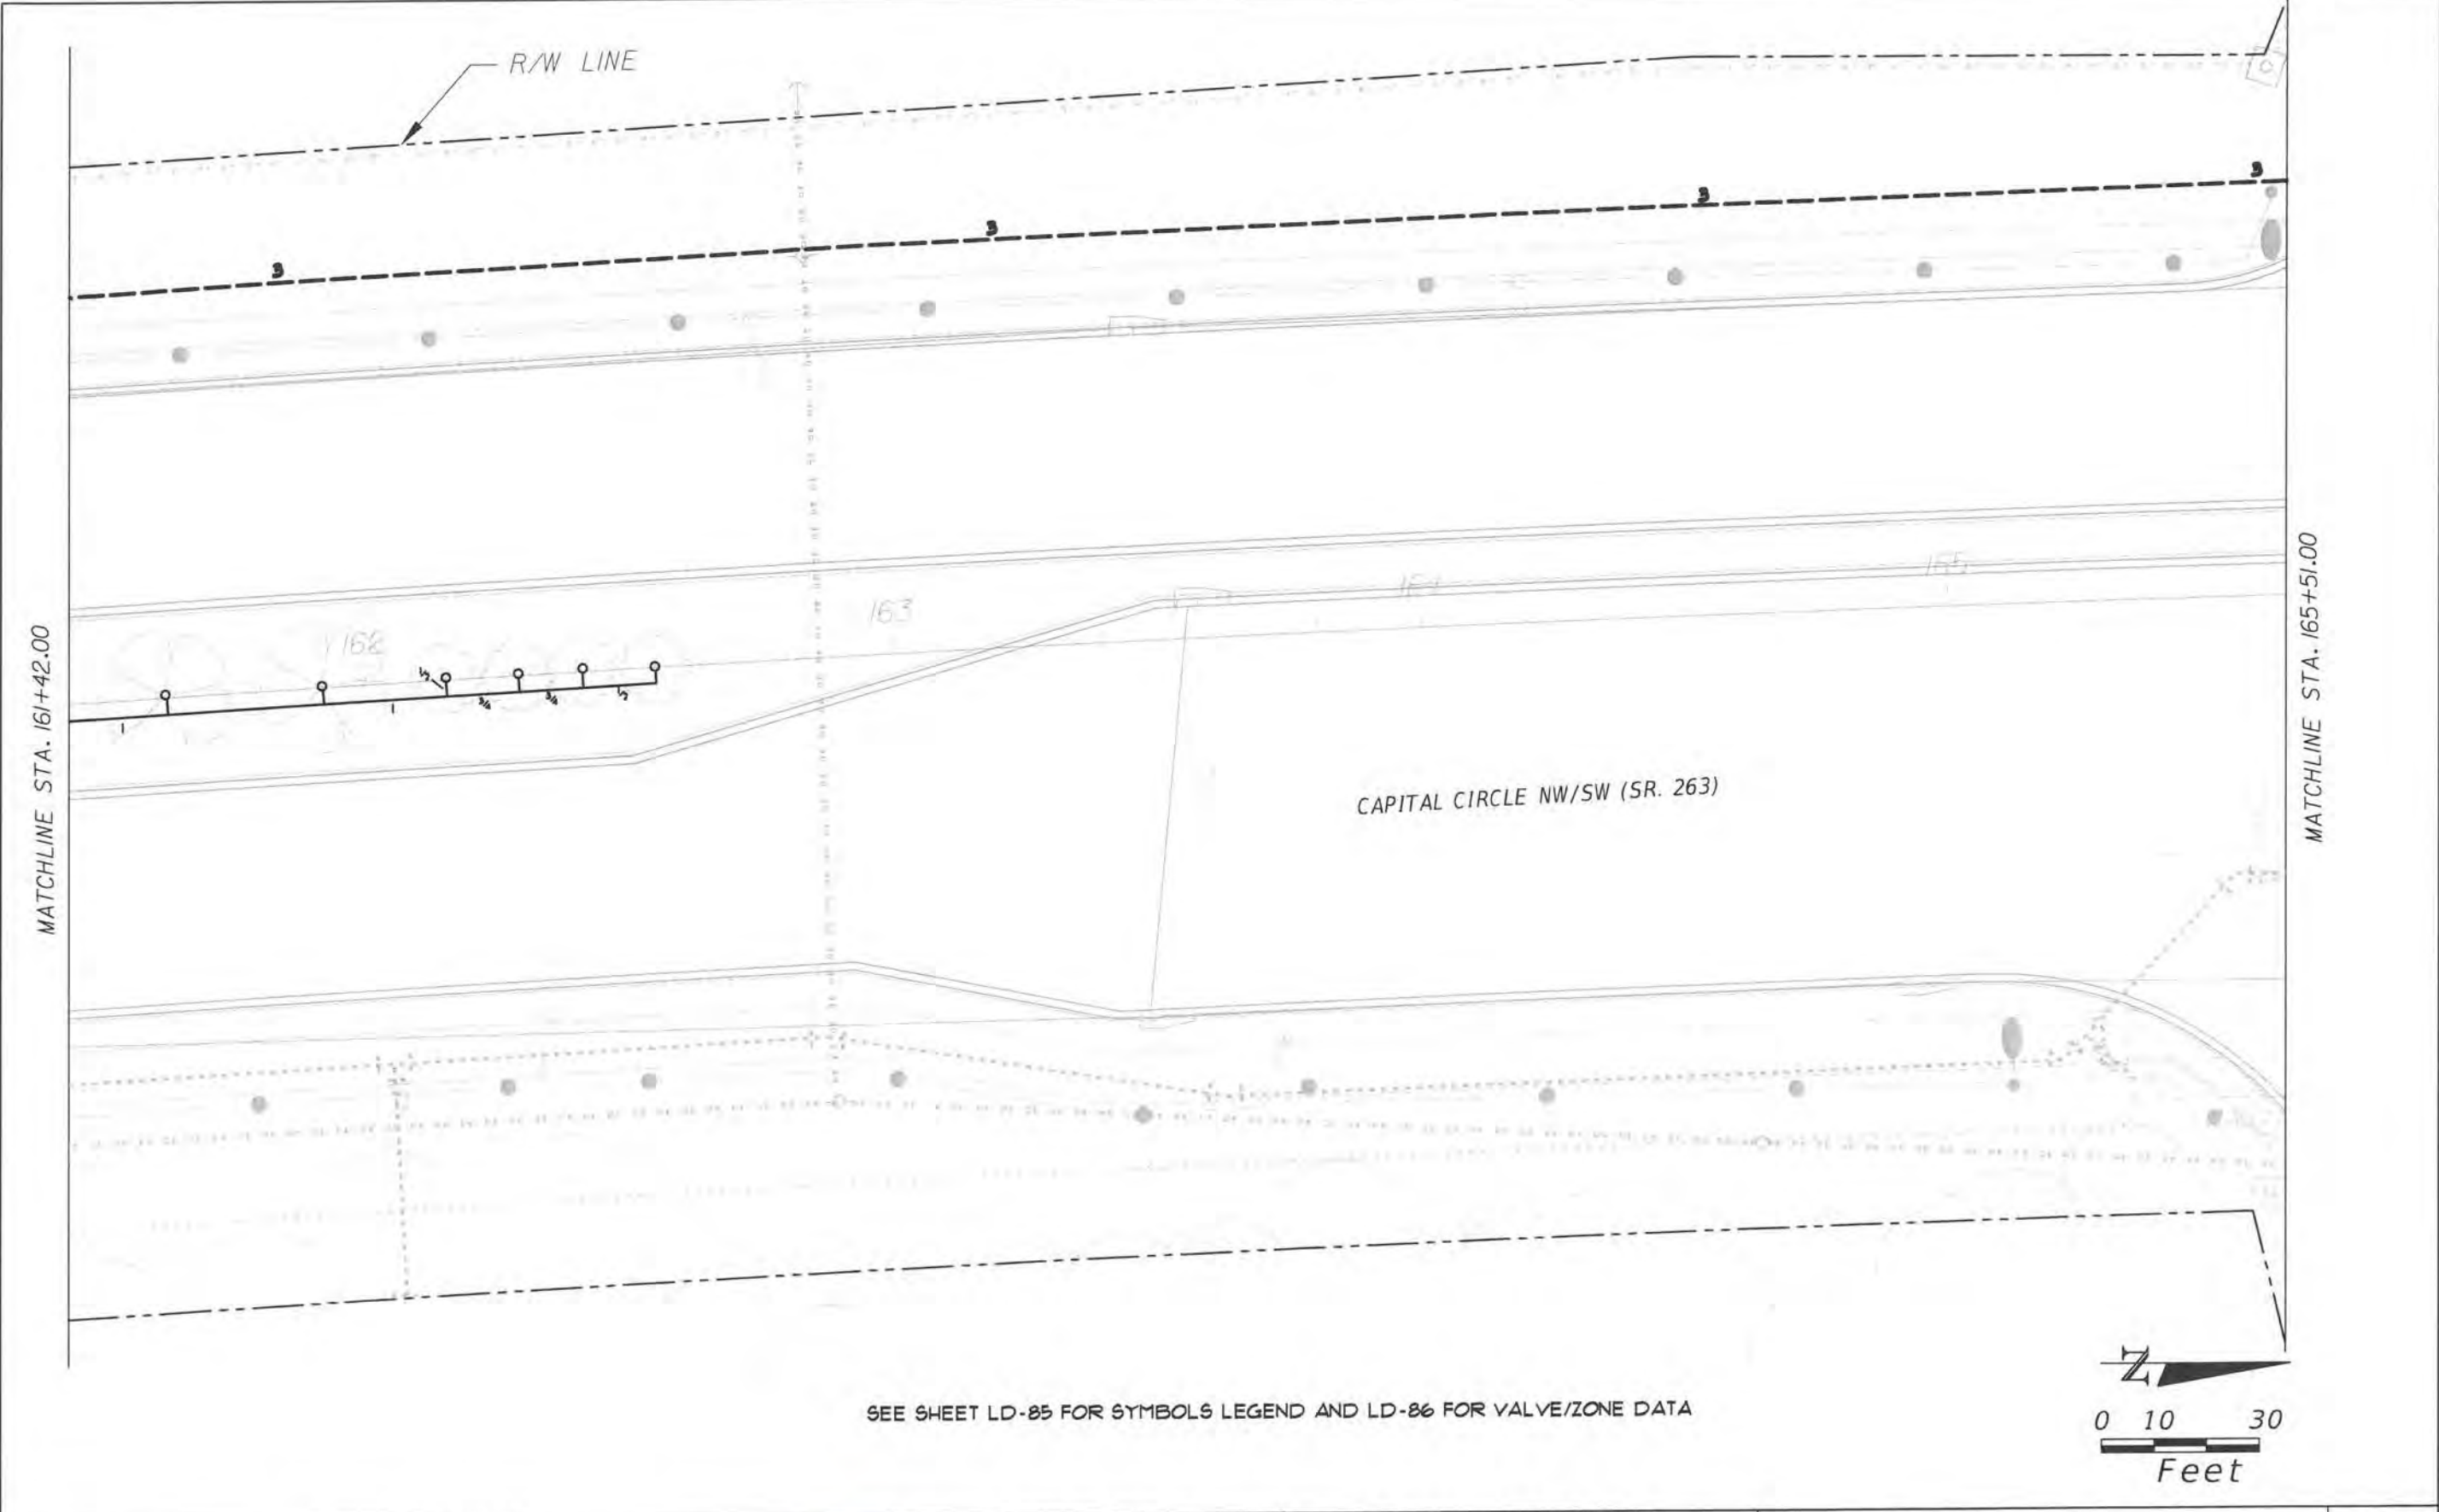 R/W LINE
3
3
3
3
MATCHLINE STA. 161+42.00
MATCHLINE STA. 165+51.00
162
163
164
165
1
1
1/2
3/4
3/4
1/2
CAPITAL CIRCLE NW/SW (SR. 263)
SEE SHEET LD-85 FOR SYMBOLS LEGEND AND LD-86 FOR VALVE/ZONE DATA
N
0 10 30
Feet